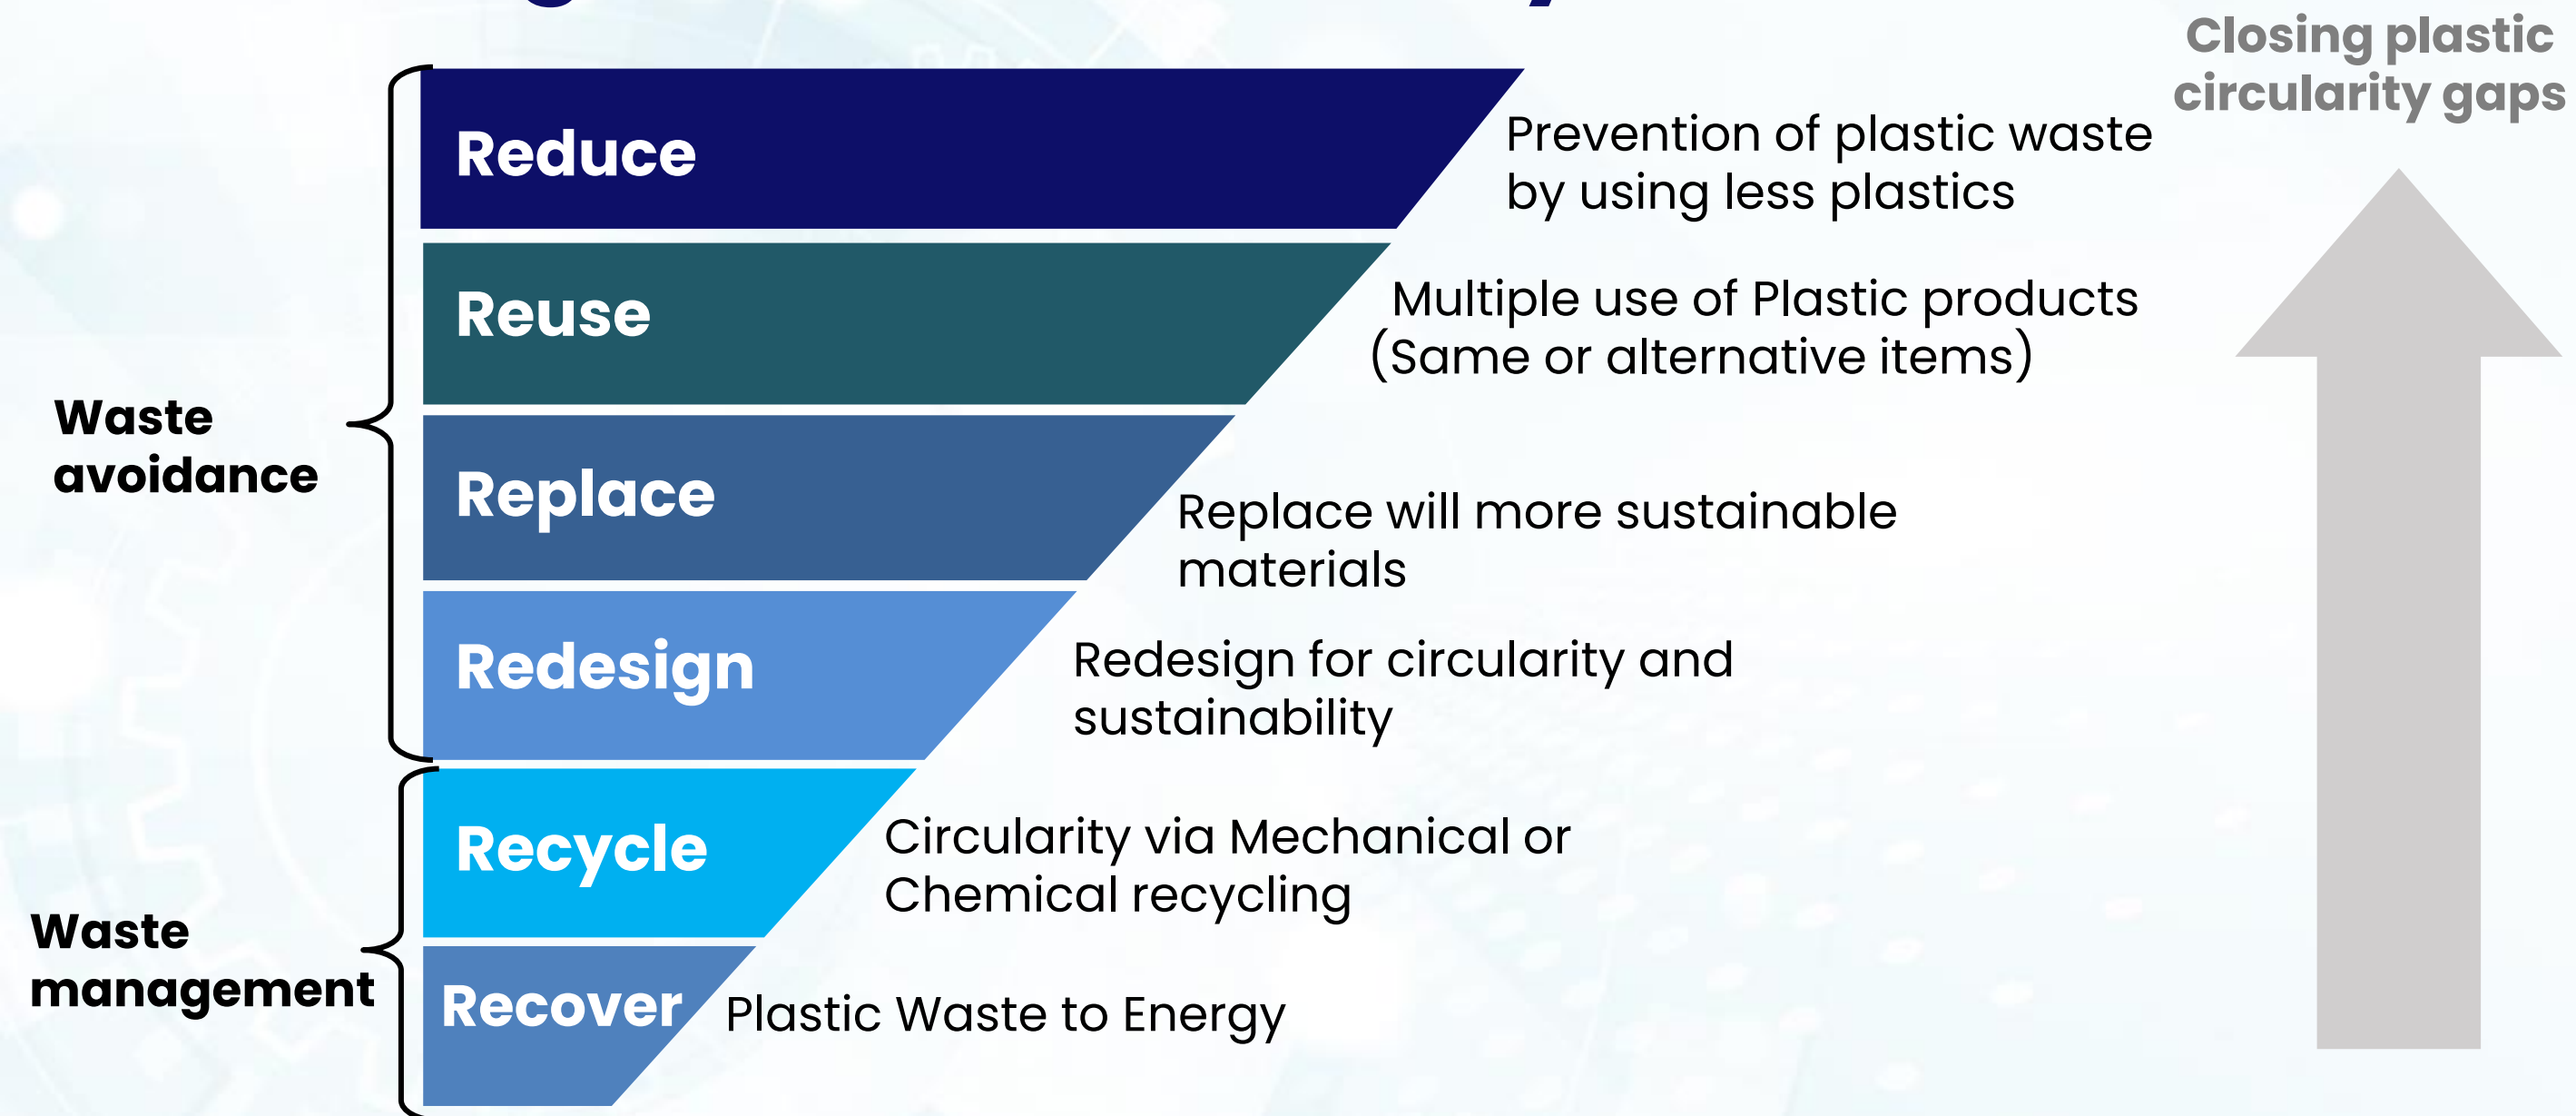 Closing plastic
circularity gaps
Reduce
Prevention of plastic waste
by using less plastics
Reuse
Multiple use of Plastic products
(Same or alternative items)
Waste
avoidance
Replace
Replace will more sustainable
materials
Redesign
Redesign for circularity and
sustainability
Recycle
Circularity via Mechanical or
Chemical recycling
Waste
management
Recover
Plastic Waste to Energy